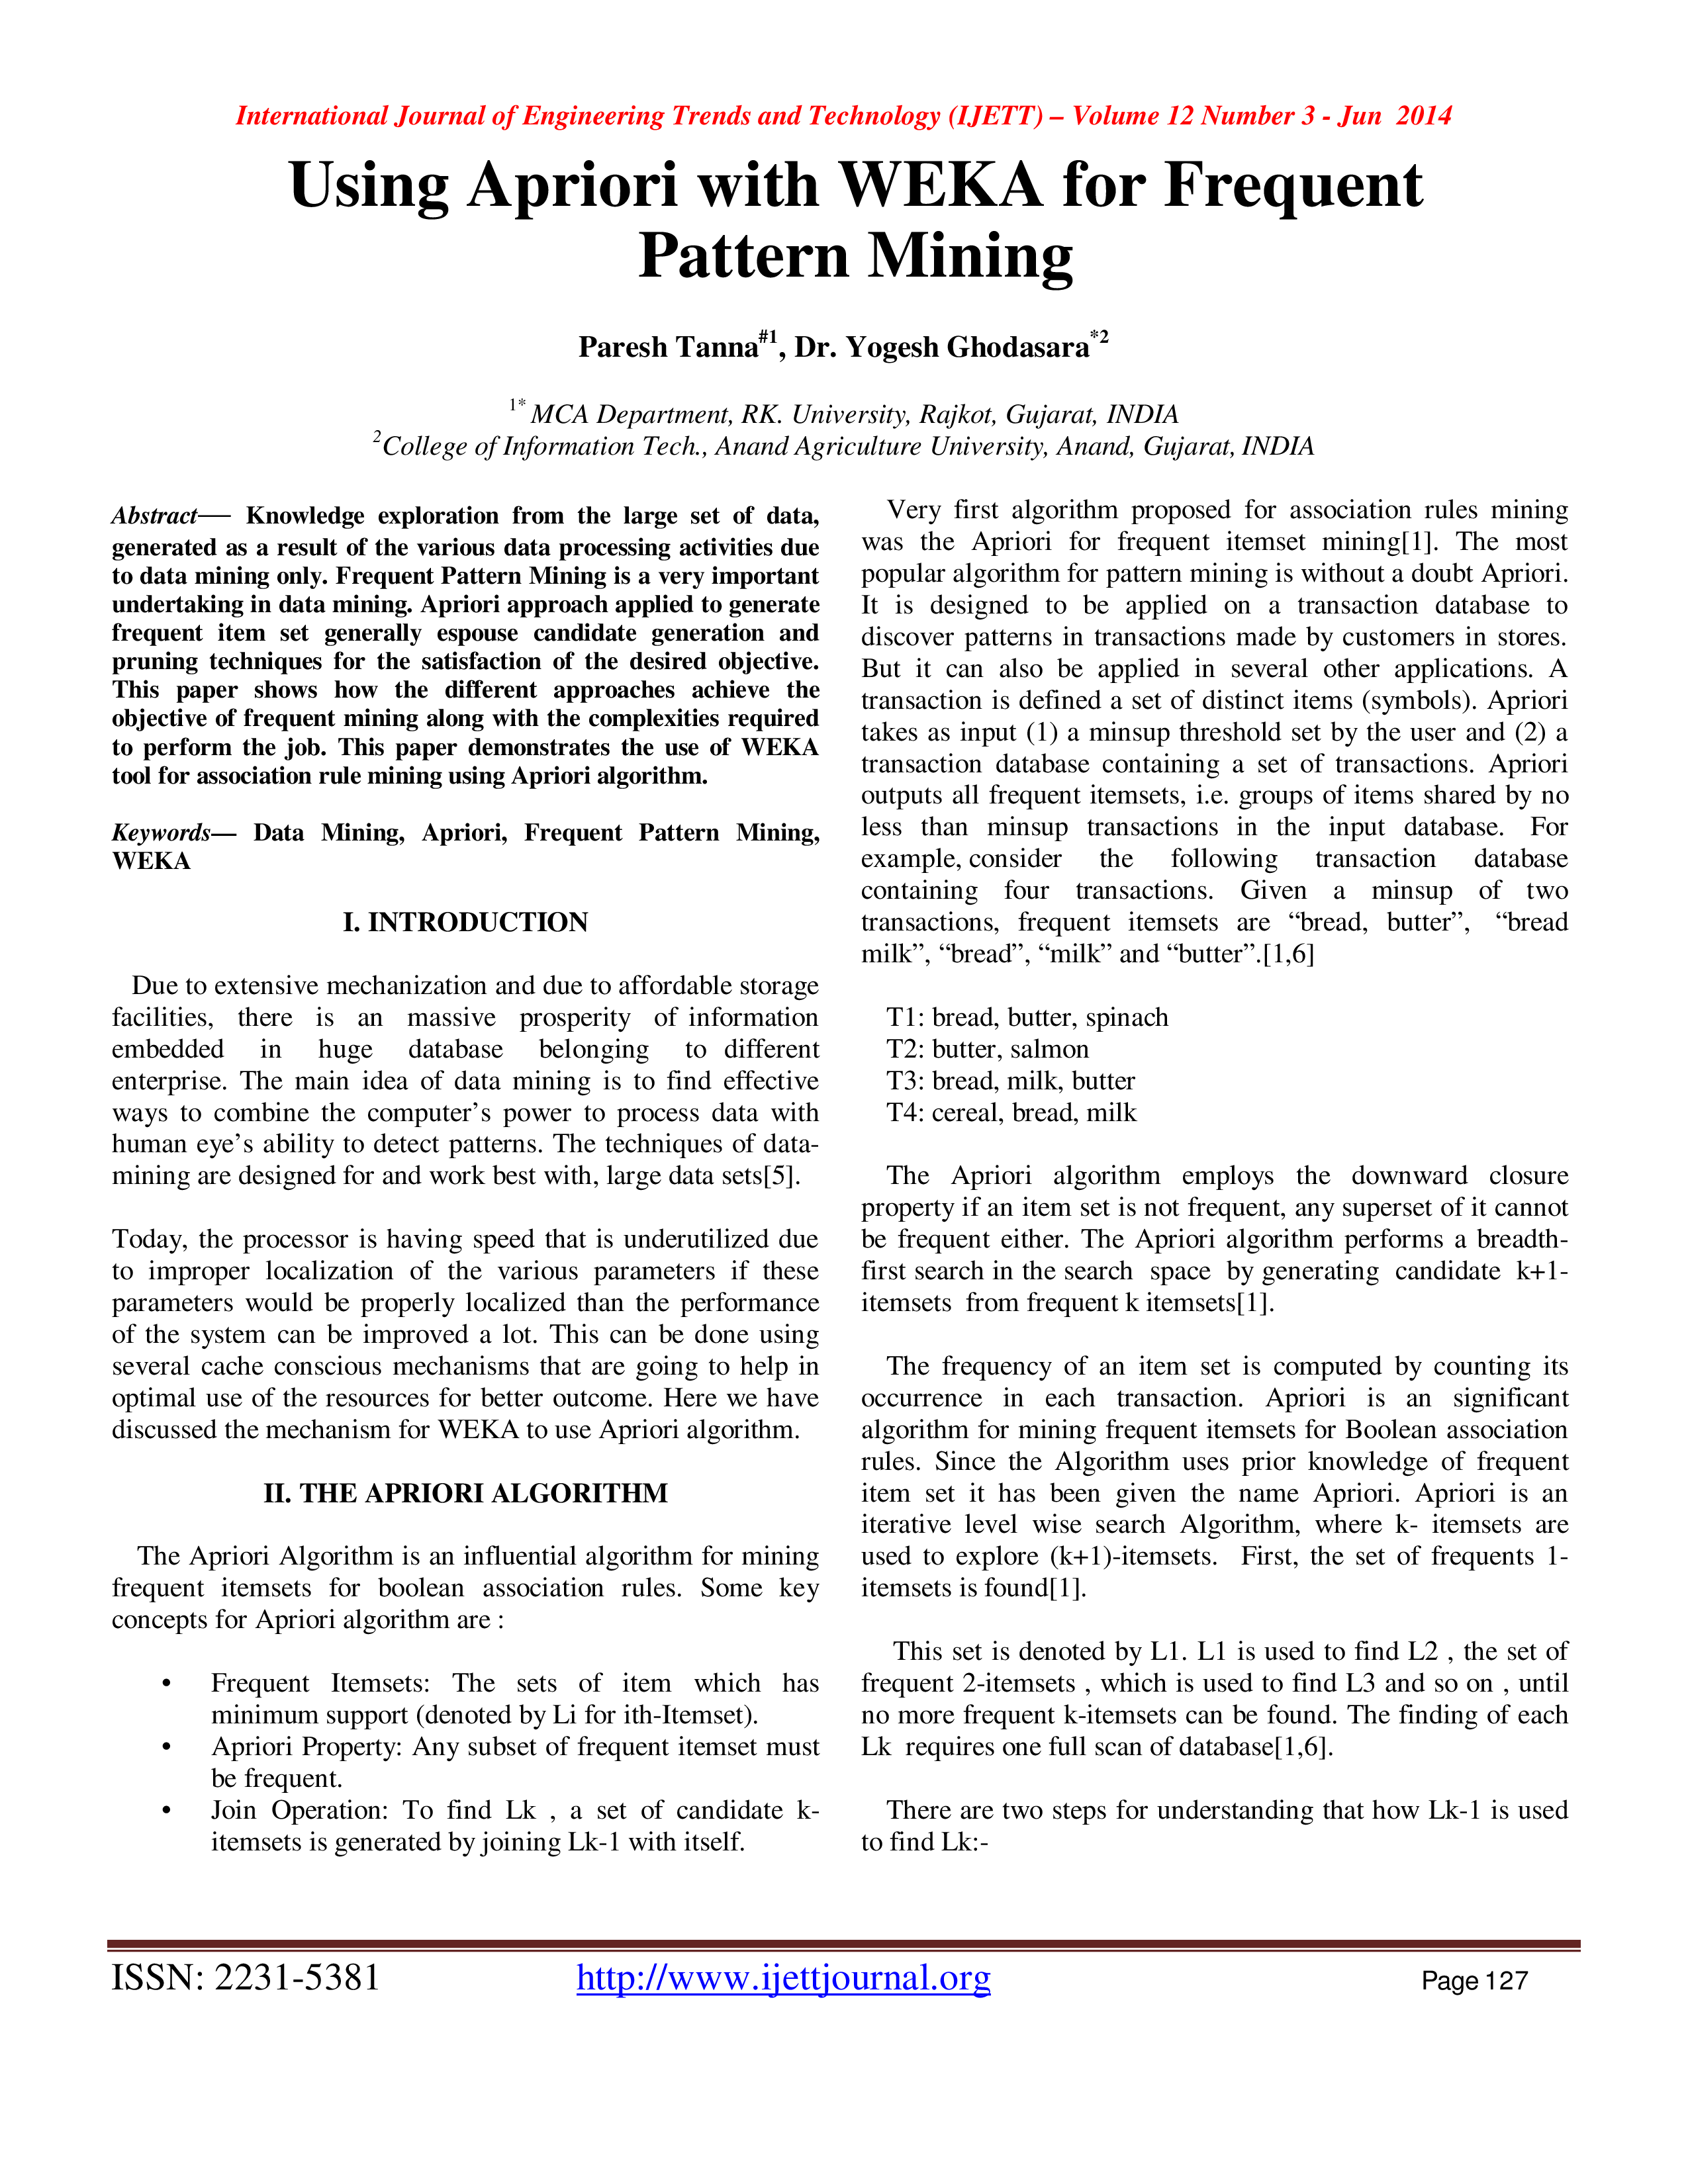 International Journal of Engineering Trends and Technology (IJETT) – Volume 12 Number 3 - Jun 2014
Using Apriori with WEKA for Frequent
Pattern Mining
Paresh Tanna#1, Dr. Yogesh Ghodasara*2
1* MCA Department, RK. University, Rajkot, Gujarat, INDIA
2College of Information Tech., Anand Agriculture University, Anand, Gujarat, INDIA
Abstract— Knowledge exploration from the large set of data,
generated as a result of the various data processing activities due
to data mining only. Frequent Pattern Mining is a very important
undertaking in data mining. Apriori approach applied to generate
frequent item set generally espouse candidate generation and
pruning techniques for the satisfaction of the desired objective.
This paper shows how the different approaches achieve the
objective of frequent mining along with the complexities required
to perform the job. This paper demonstrates the use of WEKA
tool for association rule mining using Apriori algorithm.
Keywords— Data Mining, Apriori, Frequent Pattern Mining,
WEKA
I. INTRODUCTION
Due to extensive mechanization and due to affordable storage
facilities, there is an massive prosperity of information
embedded in huge database belonging to different
enterprise. The main idea of data mining is to find effective
ways to combine the computer’s power to process data with
human eye’s ability to detect patterns. The techniques of data-
mining are designed for and work best with, large data sets[5].
Today, the processor is having speed that is underutilized due
to improper localization of the various parameters if these
parameters would be properly localized than the performance
of the system can be improved a lot. This can be done using
several cache conscious mechanisms that are going to help in
optimal use of the resources for better outcome. Here we have
discussed the mechanism for WEKA to use Apriori algorithm.
II. THE APRIORI ALGORITHM
The Apriori Algorithm is an influential algorithm for mining
frequent itemsets for boolean association rules. Some key
concepts for Apriori algorithm are :
• Frequent Itemsets: The sets of item which has
minimum support (denoted by Li for ith-Itemset).
• Apriori Property: Any subset of frequent itemset must
be frequent.
• Join Operation: To find Lk , a set of candidate k-
itemsets is generated by joining Lk-1 with itself.
Very first algorithm proposed for association rules mining
was the Apriori for frequent itemset mining[1]. The most
popular algorithm for pattern mining is without a doubt Apriori.
It is designed to be applied on a transaction database to
discover patterns in transactions made by customers in stores.
But it can also be applied in several other applications. A
transaction is defined a set of distinct items (symbols). Apriori
takes as input (1) a minsup threshold set by the user and (2) a
transaction database containing a set of transactions. Apriori
outputs all frequent itemsets, i.e. groups of items shared by no
less than minsup transactions in the input database. For
example, consider the following transaction database
containing four transactions. Given a minsup of two
transactions, frequent itemsets are “bread, butter”, “bread
milk”, “bread”, “milk” and “butter”.[1,6]
T1: bread, butter, spinach
T2: butter, salmon
T3: bread, milk, butter
T4: cereal, bread, milk
The Apriori algorithm employs the downward closure
property if an item set is not frequent, any superset of it cannot
be frequent either. The Apriori algorithm performs a breadth-
first search in the search space by generating candidate k+1-
itemsets from frequent k itemsets[1].
The frequency of an item set is computed by counting its
occurrence in each transaction. Apriori is an significant
algorithm for mining frequent itemsets for Boolean association
rules. Since the Algorithm uses prior knowledge of frequent
item set it has been given the name Apriori. Apriori is an
iterative level wise search Algorithm, where k- itemsets are
used to explore (k+1)-itemsets. First, the set of frequents 1-
itemsets is found[1].
This set is denoted by L1. L1 is used to find L2 , the set of
frequent 2-itemsets , which is used to find L3 and so on , until
no more frequent k-itemsets can be found. The finding of each
Lk requires one full scan of database[1,6].
There are two steps for understanding that how Lk-1 is used
to find Lk:-
ISSN: 2231-5381 http://www.ijettjournal.org Page 127